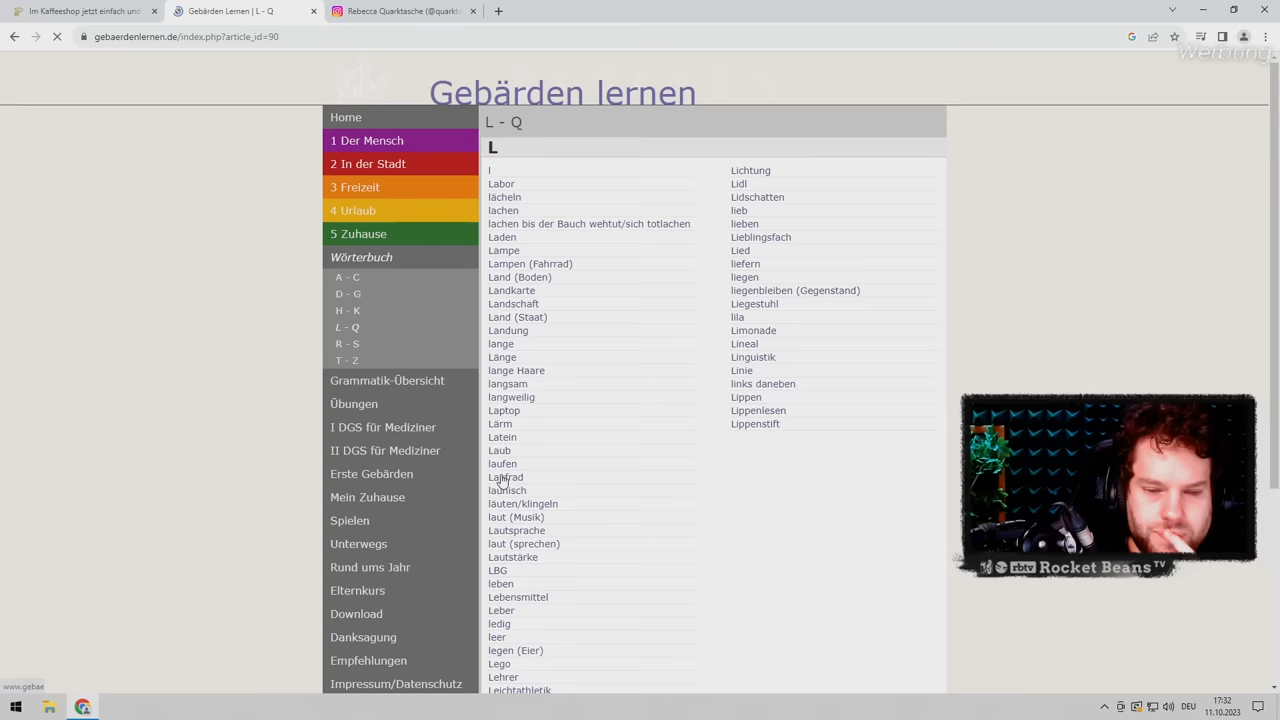 Im Kaffeeshop jetzt einfach und
Gebärden Lernen | L - Q
Rebecca Quarktasche (@quarkts
gebaerdenlernen.de/index.php?article_id=90
Werbung
Gebärden lernen
Home
1 Der Mensch
2 In der Stadt
3 Freizeit
4 Urlaub
5 Zuhause
Wörterbuch
A - C
D - G
H - K
L - Q
R - S
T - Z
Grammatik-Übersicht
Übungen
I DGS für Mediziner
II DGS für Mediziner
Erste Gebärden
Mein Zuhause
Spielen
Unterwegs
Rund ums Jahr
Elternkurs
Download
Danksagung
Empfehlungen
Impressum/Datenschutz
L - Q
L
l
Labor
lächeln
lachen
lachen bis der Bauch wehtut/sich totlachen
Laden
Lampe
Lampen (Fahrrad)
Land (Boden)
Landkarte
Landschaft
Land (Staat)
Landung
lange
Länge
lange Haare
langsam
langweilig
Laptop
Lärm
Latein
Laub
laufen
Laufrad
launisch
läuten/klingeln
laut (Musik)
Lautsprache
laut (sprechen)
Lautstärke
LBG
leben
Lebensmittel
Leber
ledig
leer
legen (Eier)
Lego
Lehrer
Leichtathletik
Lichtung
Lidl
Lidschatten
lieb
lieben
Lieblingsfach
Lied
liefern
liegen
liegenbleiben (Gegenstand)
Liegestuhl
lila
Limonade
Lineal
Linguistik
Linie
links daneben
Lippen
Lippenlesen
Lippenstift
rbtv Rocket Beans TV
www.gebae
DEU
17:32
11.10.2023